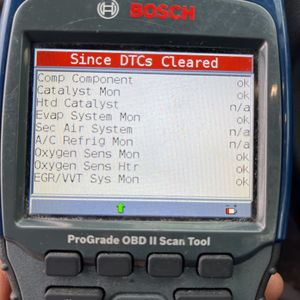 BOSCH
Since DTCs Cleared
Comp Component ok
Catalyst Mon ok
Htd Catalyst n/a
Evap System Mon ok
Sec Air System n/a
A/C Refrig Mon n/a
Oxygen Sens Mon ok
Oxygen Sens Htr ok
EGR/VVT Sys Mon ok
ProGrade OBD II Scan Tool